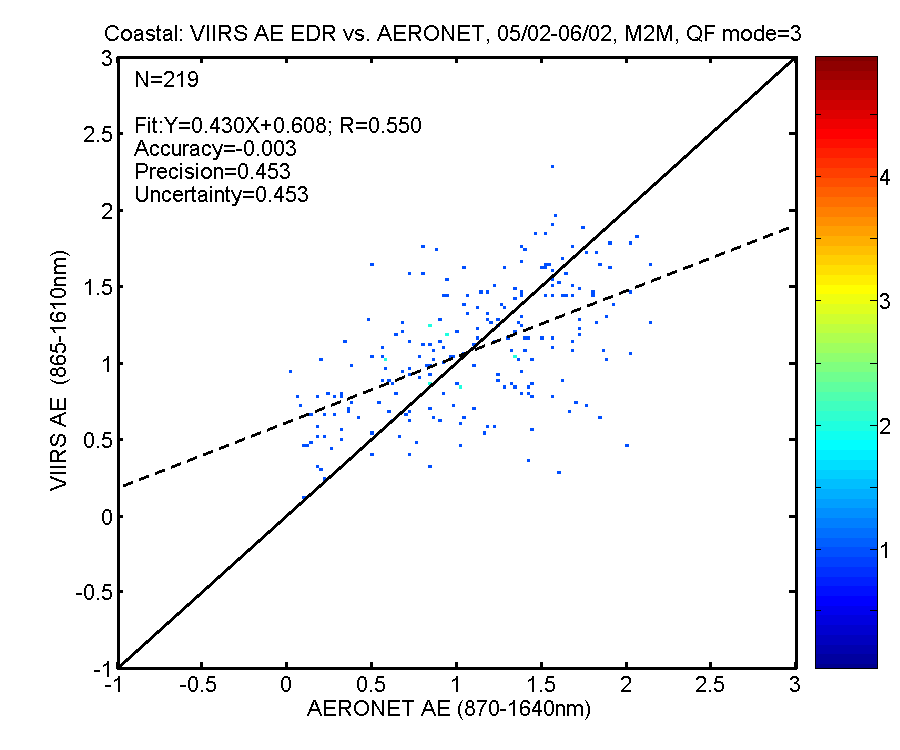 Coastal: VIIRS AE EDR vs. AERONET, 05/02-06/02, M2M, QF mode=3
N=219
Fit:Y=0.430X+0.608; R=0.550
Accuracy=-0.003
Precision=0.453
Uncertainty=0.453
3
2.5
2
1.5
1
0.5
0
-0.5
-1
VIIRS AE (865-1610nm)
-1
-0.5
0
0.5
1
1.5
2
2.5
3
AERONET AE (870-1640nm)
4
3
2
1